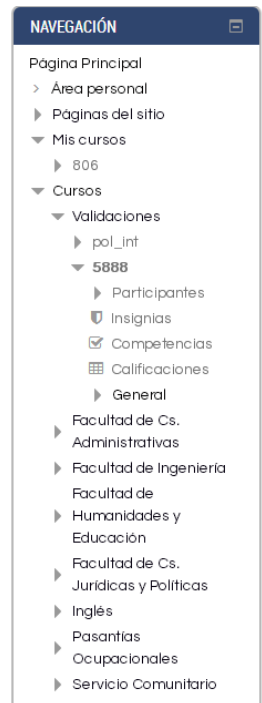 NAVEGACIÓN
Página Principal
Área personal
Páginas del sitio
Mis cursos
806
Cursos
Validaciones
pol_int
5888
Participantes
Insignias
Competencias
Calificaciones
General
Facultad de Cs.
Administrativas
Facultad de Ingeniería
Facultad de
Humanidades y
Educación
Facultad de Cs.
Jurídicas y Políticas
Inglés
Pasantías
Ocupacionales
Servicio Comunitario